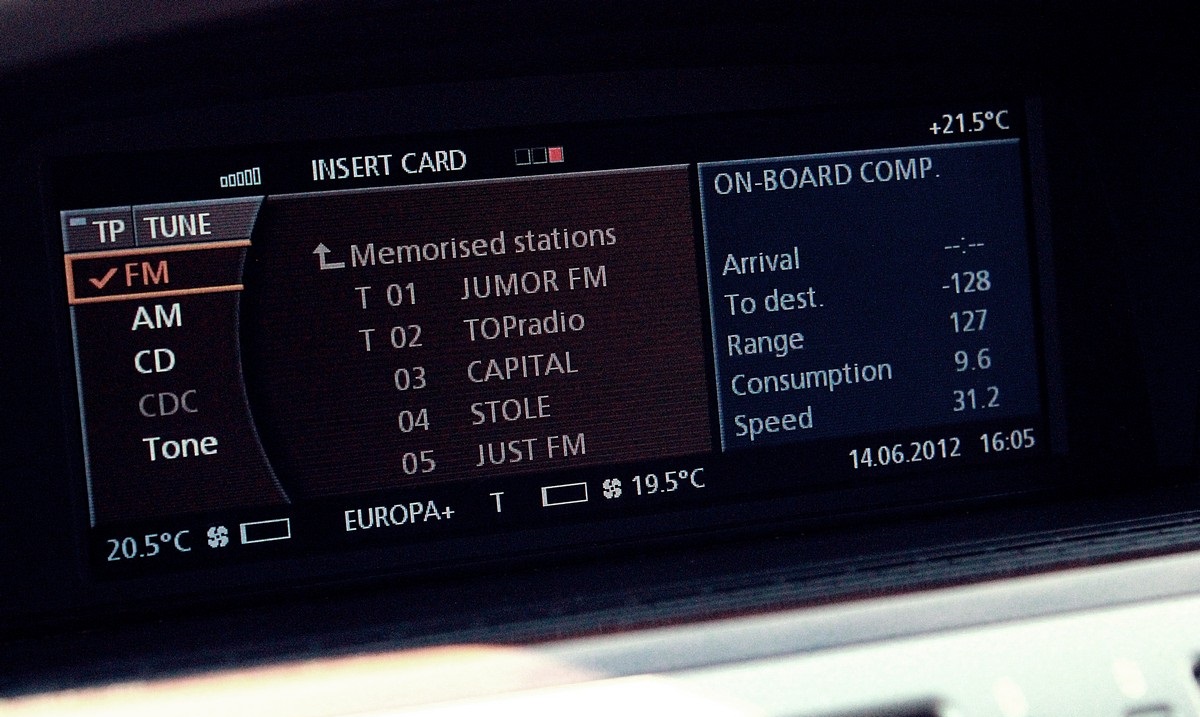 +21.5°C
INSERT CARD
TP TUNE
FM
AM
CD
CDC
Tone
Memorised stations
T 01 JUMOR FM
T 02 TOPradio
03 CAPITAL
04 STOLE
05 JUST FM
ON-BOARD COMP.
Arrival --:--
To dest. -128
Range 127
Consumption 9.6
Speed 31.2
14.06.2012 16:05
20.5°C EUROPA+ T 19.5°C